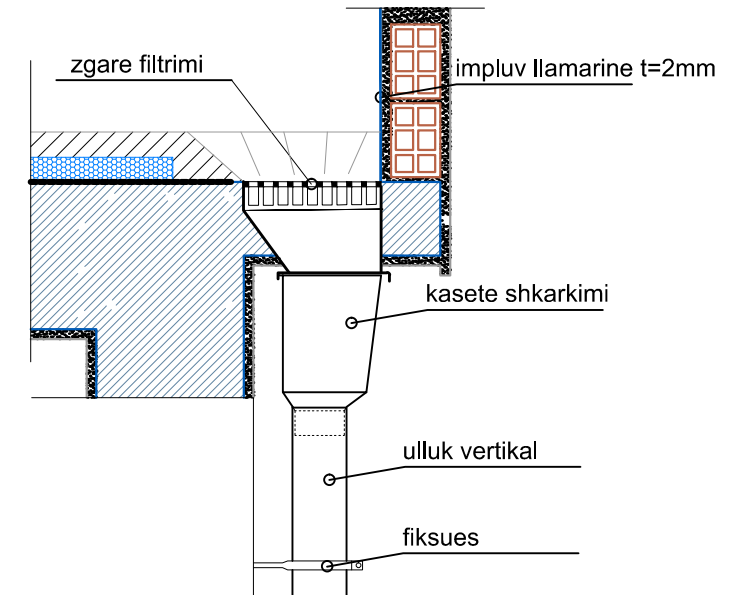 zgare filtrimi
impluv llamarine t=2mm
kasete shkarkimi
ulluk vertikal
fiksues